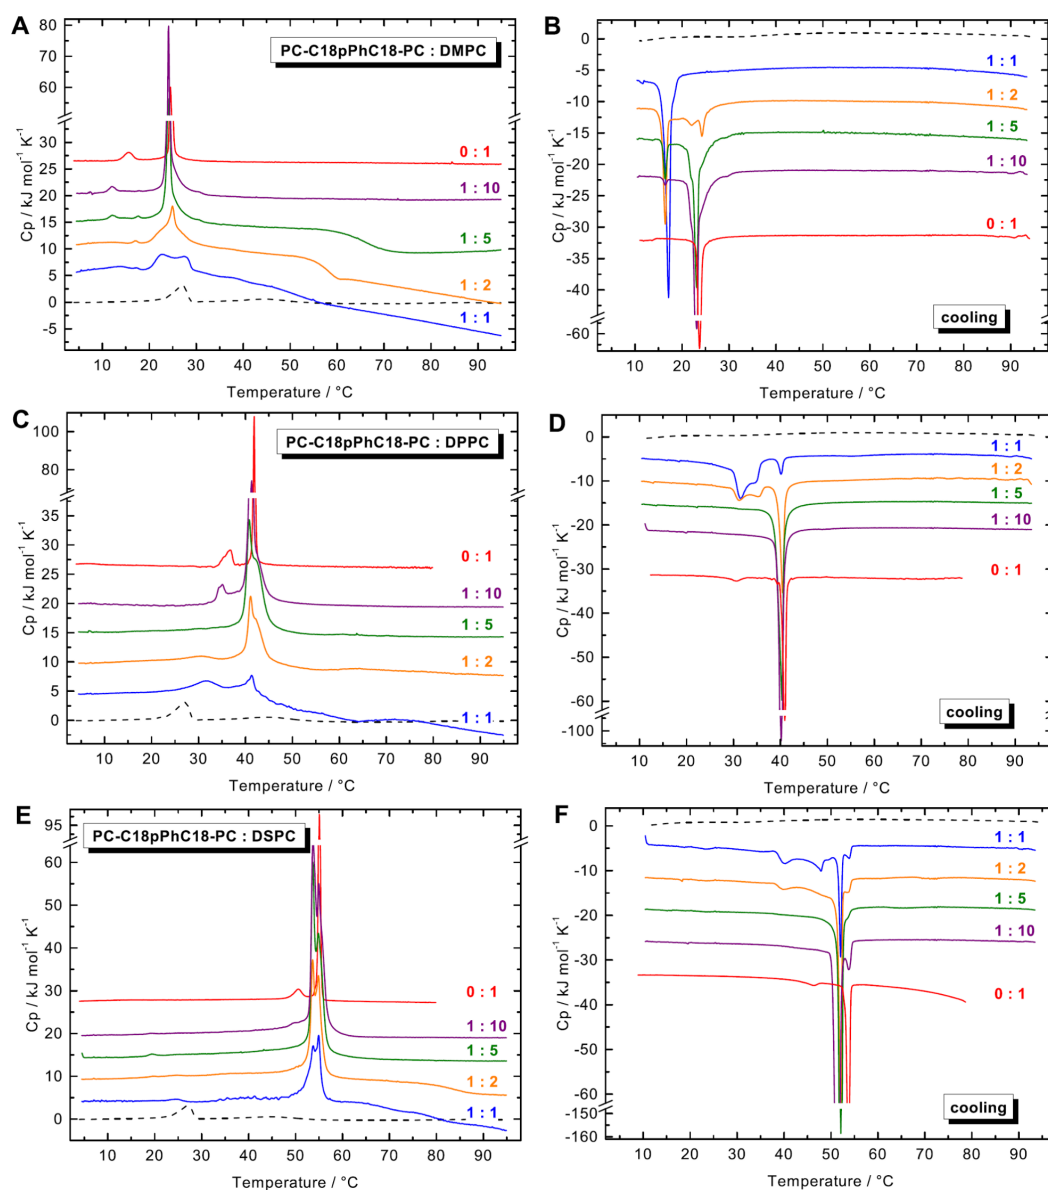 A
PC-C18pPhC18-PC : DMPC
80
70
60
30
25
20
15
10
5
0
-5
Cp / kJ mol⁻¹ K⁻¹
0 : 1
1 : 10
1 : 5
1 : 2
1 : 1
10 20 30 40 50 60 70 80 90
Temperature / °C
B
0
-5
-10
-15
-20
-25
-30
-35
-40
-60
Cp / kJ mol⁻¹ K⁻¹
1 : 1
1 : 2
1 : 5
1 : 10
0 : 1
cooling
10 20 30 40 50 60 70 80 90
Temperature / °C
C
PC-C18pPhC18-PC : DPPC
100
80
35
30
25
20
15
10
5
0
Cp / kJ mol⁻¹ K⁻¹
0 : 1
1 : 10
1 : 5
1 : 2
1 : 1
10 20 30 40 50 60 70 80 90
Temperature / °C
D
0
-10
-20
-30
-40
-50
-60
-100
Cp / kJ mol⁻¹ K⁻¹
1 : 1
1 : 2
1 : 5
1 : 10
0 : 1
cooling
10 20 30 40 50 60 70 80 90
Temperature / °C
E
PC-C18pPhC18-PC : DSPC
95
60
50
40
30
20
10
0
Cp / kJ mol⁻¹ K⁻¹
0 : 1
1 : 10
1 : 5
1 : 2
1 : 1
10 20 30 40 50 60 70 80 90
Temperature / °C
F
0
-10
-20
-30
-40
-50
-60
-150
-160
Cp / kJ mol⁻¹ K⁻¹
1 : 1
1 : 2
1 : 5
1 : 10
0 : 1
cooling
10 20 30 40 50 60 70 80 90
Temperature / °C